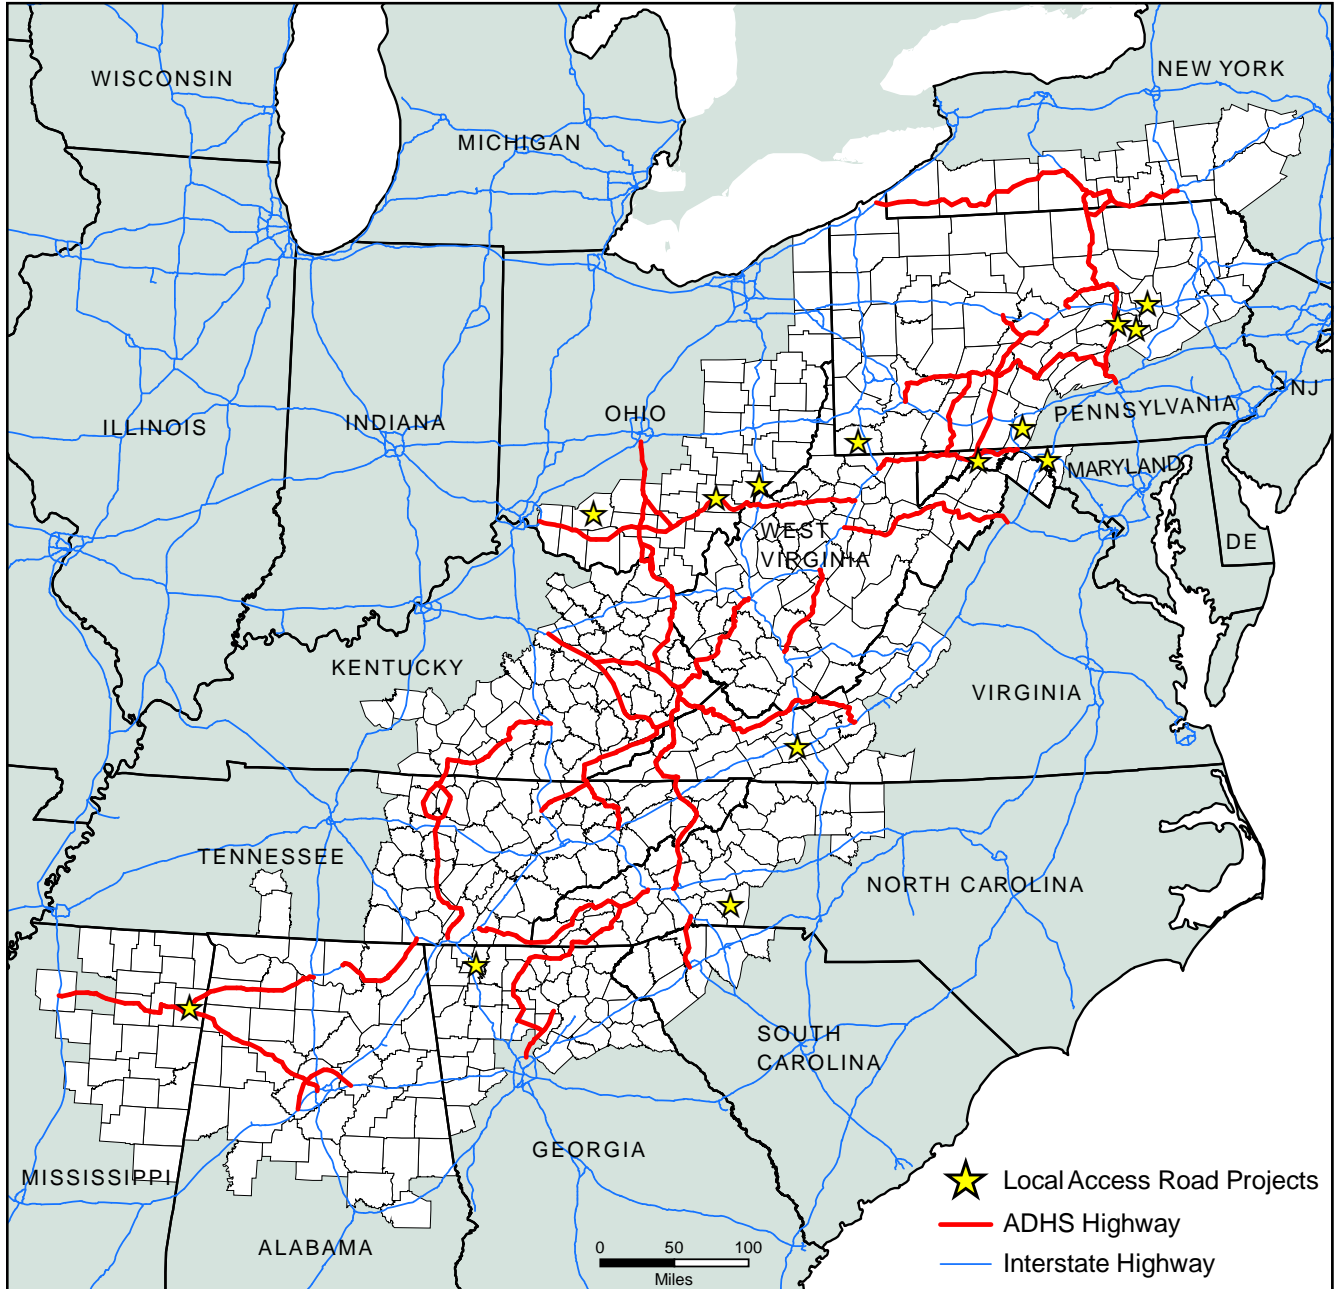 WISCONSIN
NEW YORK
MICHIGAN
ILLINOIS
INDIANA
OHIO
PENNSYLVANIA
NJ
MARYLAND
WEST
VIRGINIA
DE
KENTUCKY
VIRGINIA
TENNESSEE
NORTH CAROLINA
SOUTH
CAROLINA
GEORGIA
MISSISSIPPI
ALABAMA
0 50 100
Miles
Local Access Road Projects
ADHS Highway
Interstate Highway